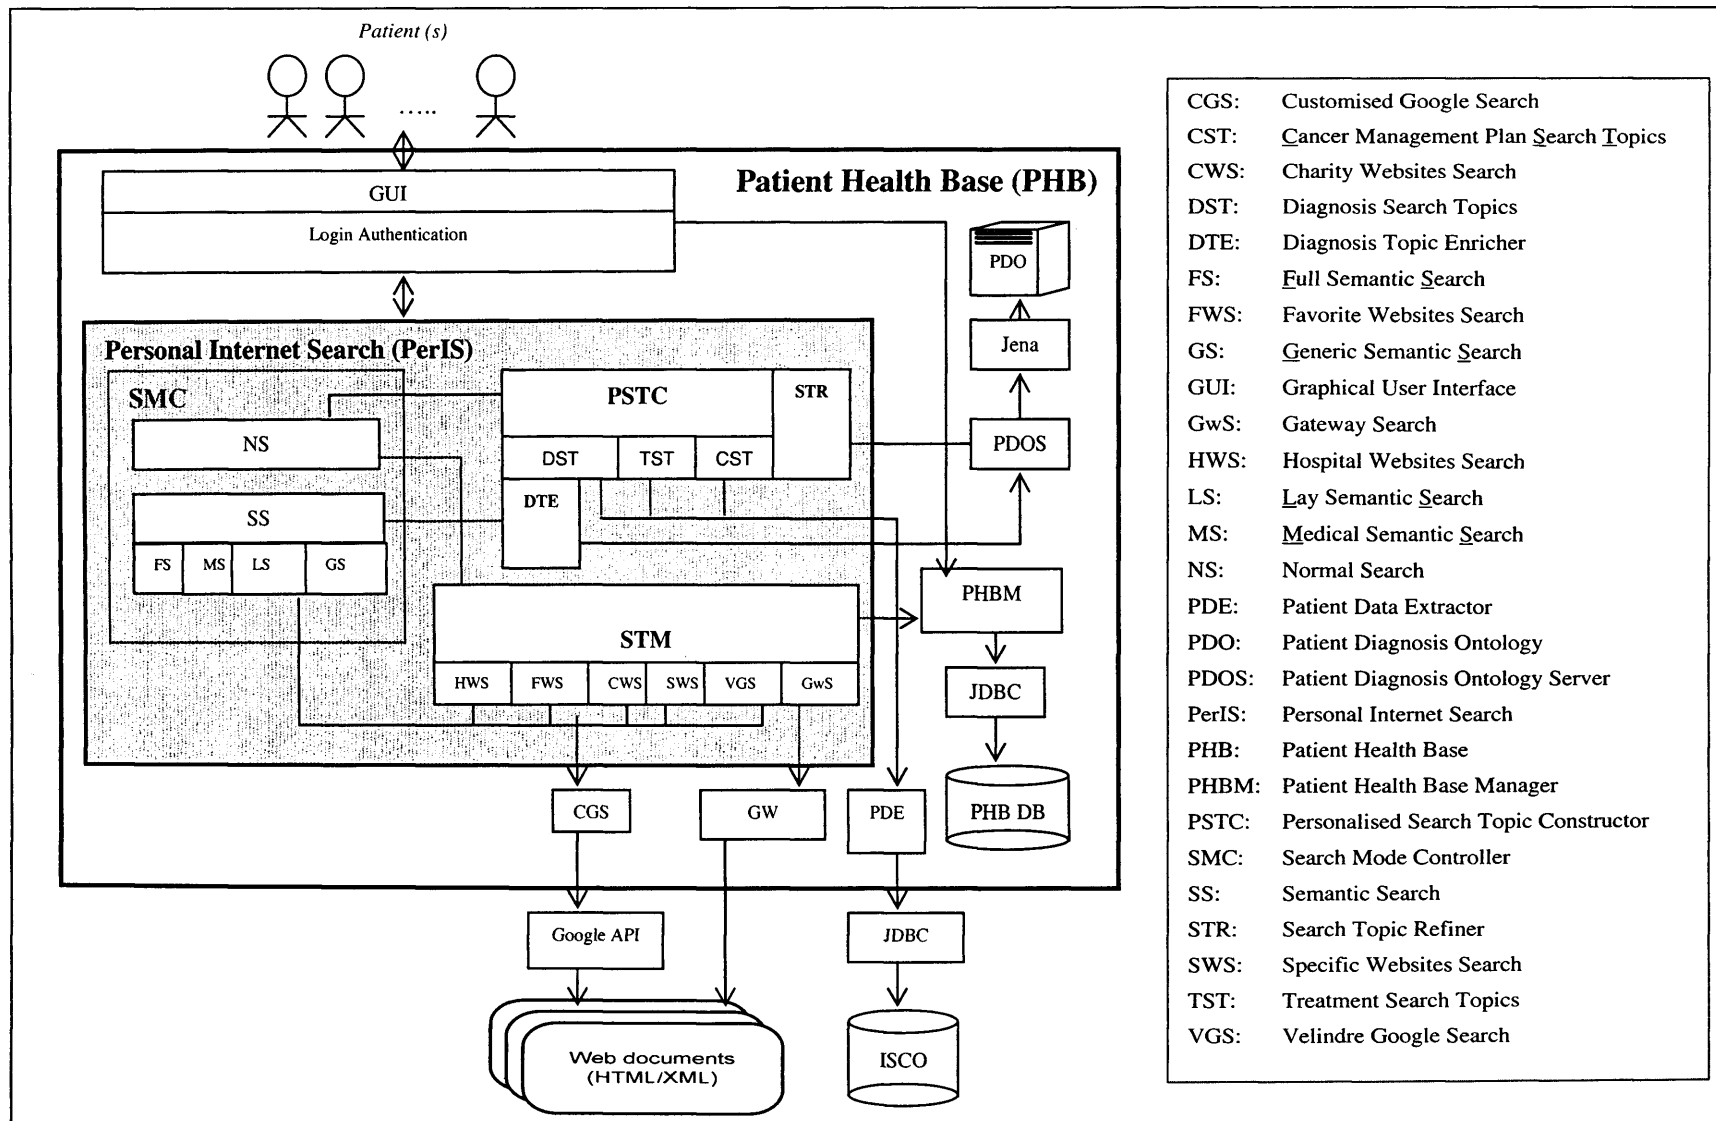 Patient (s)
.....
Patient Health Base (PHB)
GUI
Login Authentication
PDO
Jena
PDOS
Personal Internet Search (PerIS)
SMC
NS
SS
FS MS LS GS
PSTC
STR
DST TST CST
DTE
STM
HWS FWS CWS SWS VGS GwS
PHBM
JDBC
PHB DB
CGS
GW
PDE
Google API
JDBC
Web documents
(HTML/XML)
ISCO
CGS: Customised Google Search
CST: Cancer Management Plan Search Topics
CWS: Charity Websites Search
DST: Diagnosis Search Topics
DTE: Diagnosis Topic Enricher
FS: Full Semantic Search
FWS: Favorite Websites Search
GS: Generic Semantic Search
GUI: Graphical User Interface
GwS: Gateway Search
HWS: Hospital Websites Search
LS: Lay Semantic Search
MS: Medical Semantic Search
NS: Normal Search
PDE: Patient Data Extractor
PDO: Patient Diagnosis Ontology
PDOS: Patient Diagnosis Ontology Server
PerIS: Personal Internet Search
PHB: Patient Health Base
PHBM: Patient Health Base Manager
PSTC: Personalised Search Topic Constructor
SMC: Search Mode Controller
SS: Semantic Search
STR: Search Topic Refiner
SWS: Specific Websites Search
TST: Treatment Search Topics
VGS: Velindre Google Search